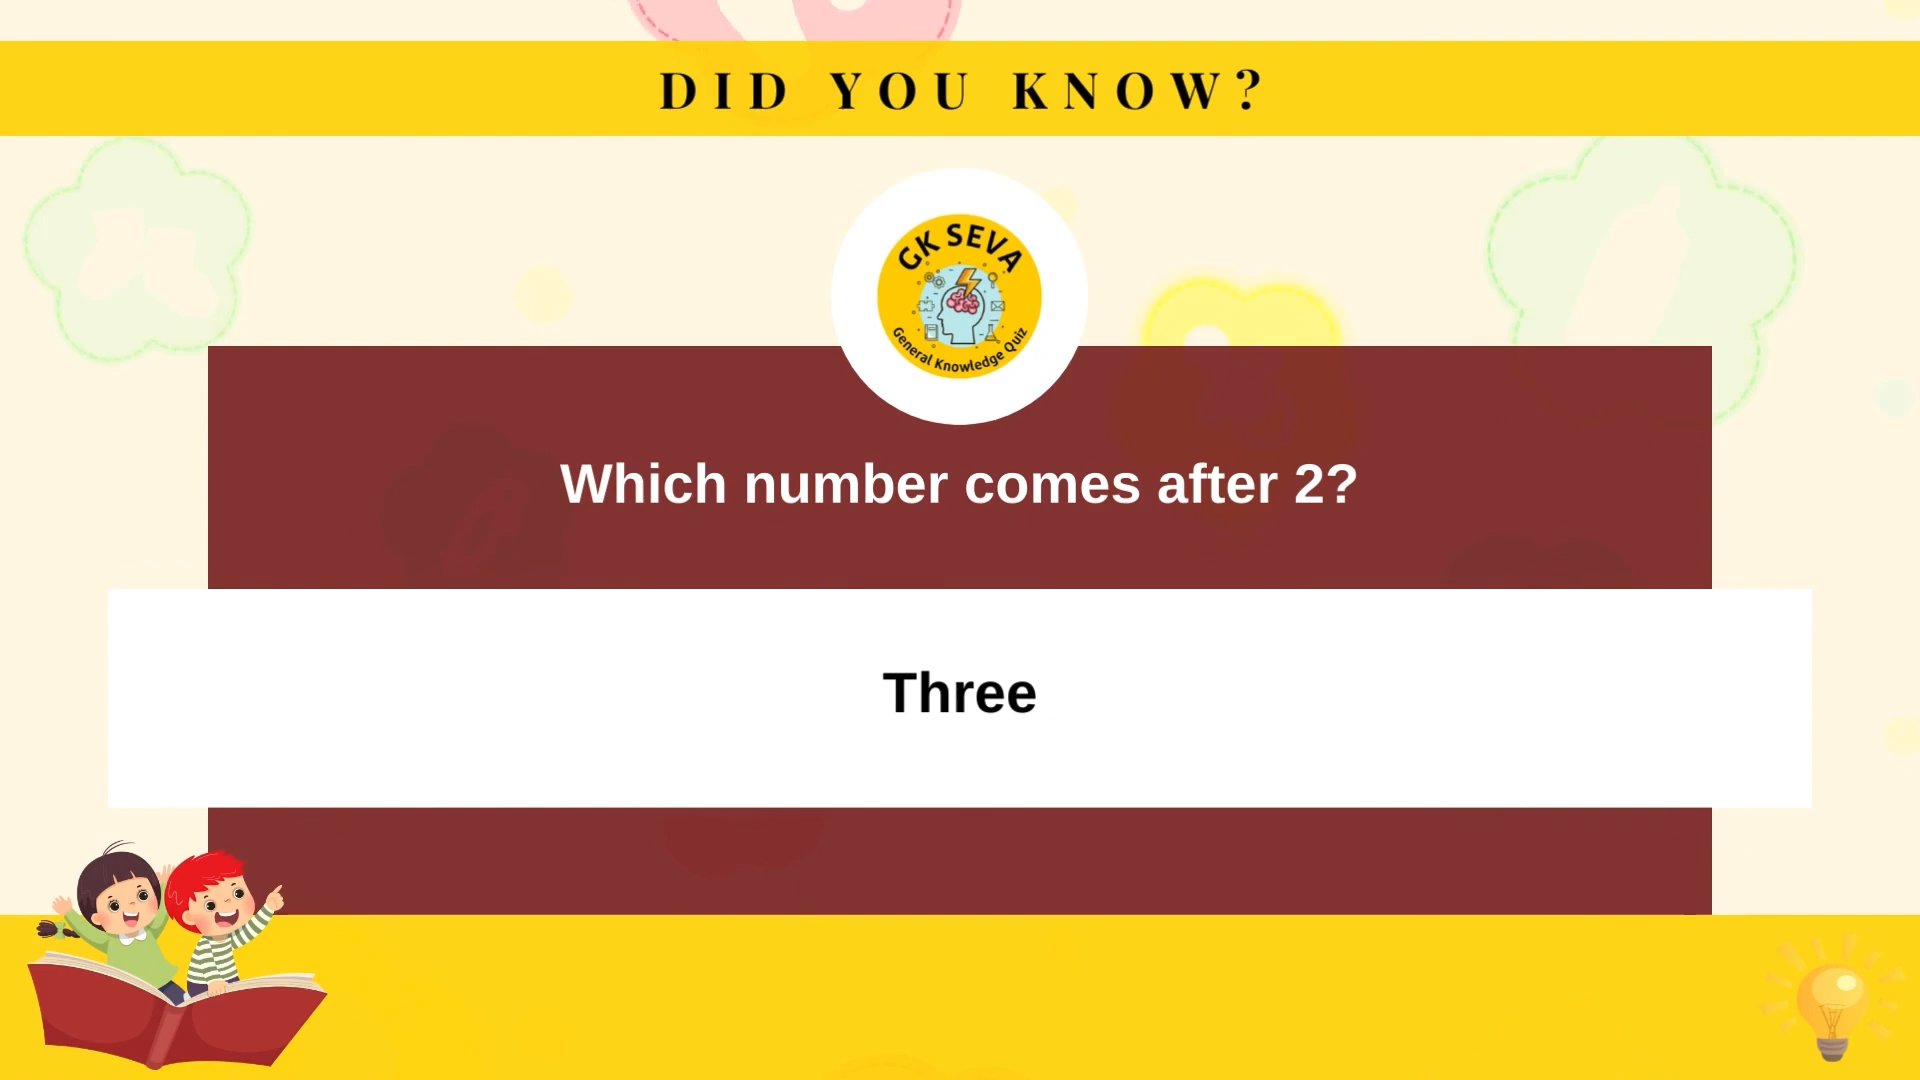 DID YOU KNOW?
GK SEVA
General Knowledge Quiz
Which number comes after 2?
Three